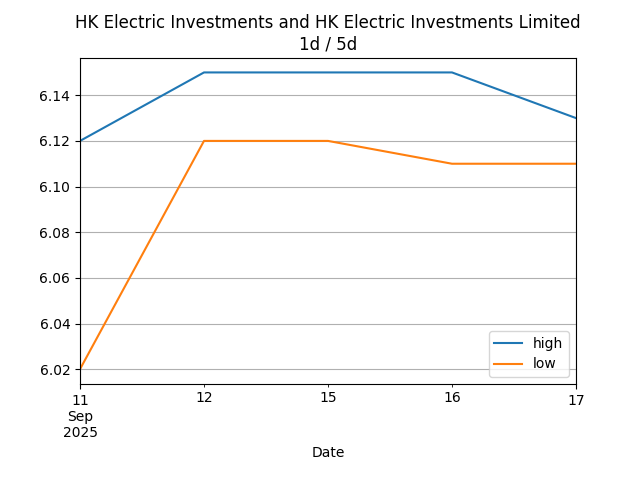 HK Electric Investments and HK Electric Investments Limited
1d / 5d
6.14
6.12
6.10
6.08
6.06
6.04
6.02
high
low
11
Sep
2025
12
15
16
17
Date